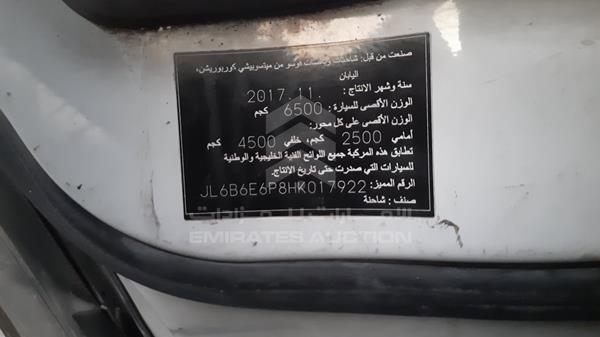 صنعت من قبل: شاحنات وباصات فوسو من ميتسوبيشي كوربوريشن،
اليابان
سنة وشهر الانتاج : 2017.11.
الوزن الأقصى للسيارة : 6500 كجم
الوزن الأقصى على كل محور:
أمامي 2500 كجم، خلفي 4500 كجم
تطابق هذه المركبة جميع اللوائح الفنية الخليجية والوطنية
للسيارات التي صدرت حتى تاريخ الانتاج.
الرقم المميز: JL6B6E6P8HK017922
صنف : شاحنة
الإمارات للمزادات
EMIRATES AUCTION